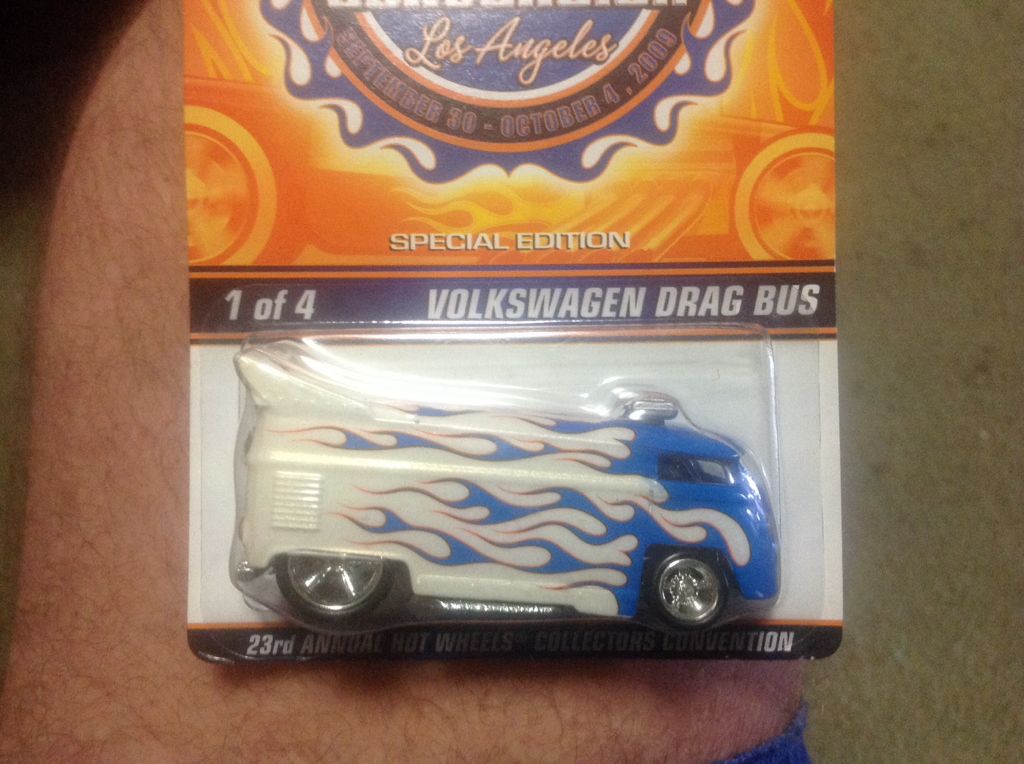 Los Angeles
SEPTEMBER 30 - OCTOBER 4, 2009
SPECIAL EDITION
1 of 4 VOLKSWAGEN DRAG BUS
23rd ANNUAL HOT WHEELS™ COLLECTORS CONVENTION